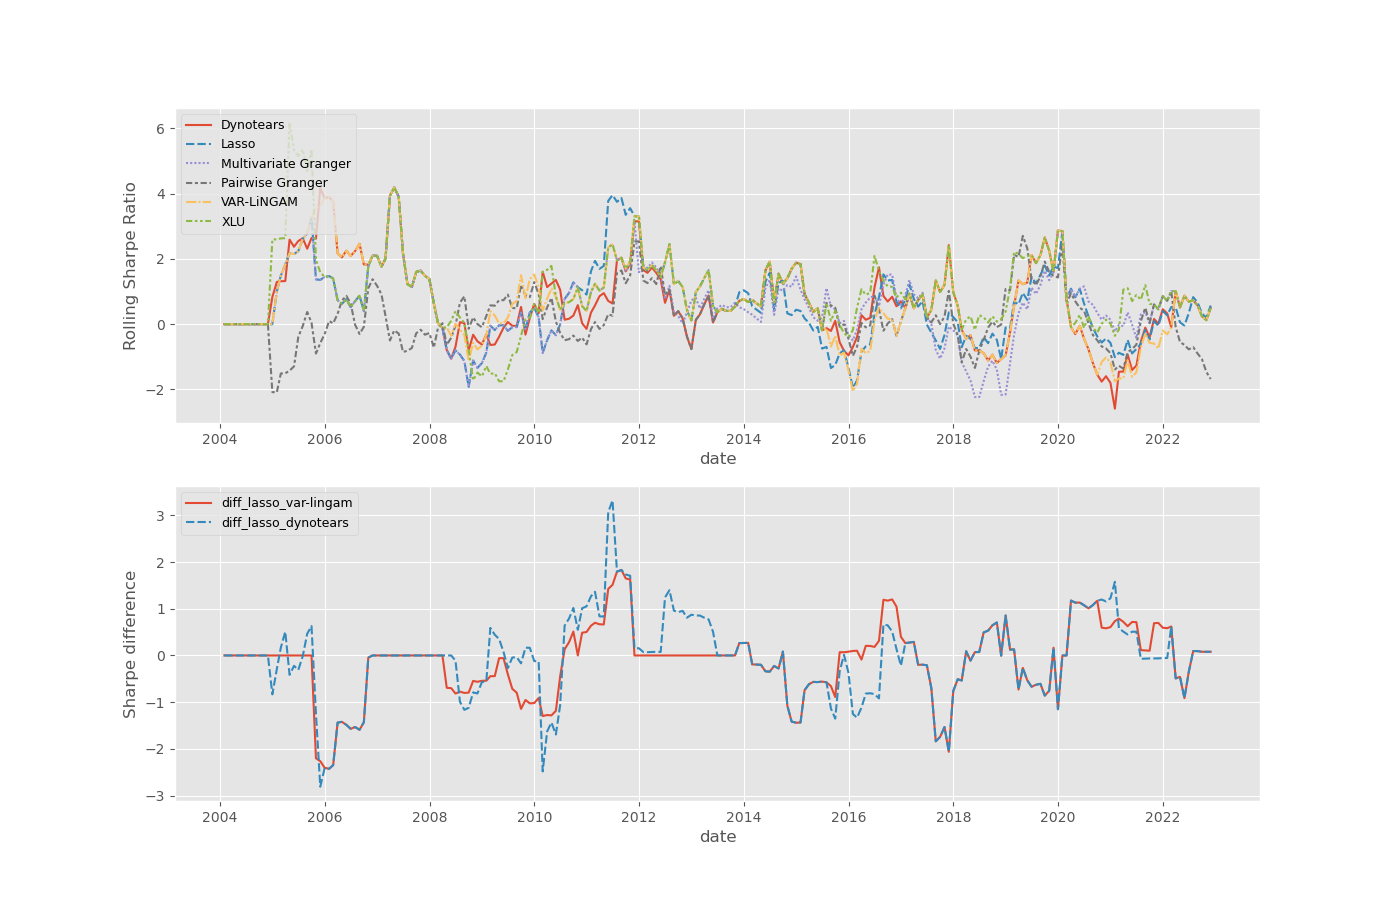 Rolling Sharpe Ratio
6
4
2
0
−2
Dynotears
Lasso
Multivariate Granger
Pairwise Granger
VAR-LiNGAM
XLU
2004 2006 2008 2010 2012 2014 2016 2018 2020 2022
date
Sharpe difference
3
2
1
0
−1
−2
−3
diff_lasso_var-lingam
diff_lasso_dynotears
2004 2006 2008 2010 2012 2014 2016 2018 2020 2022
date